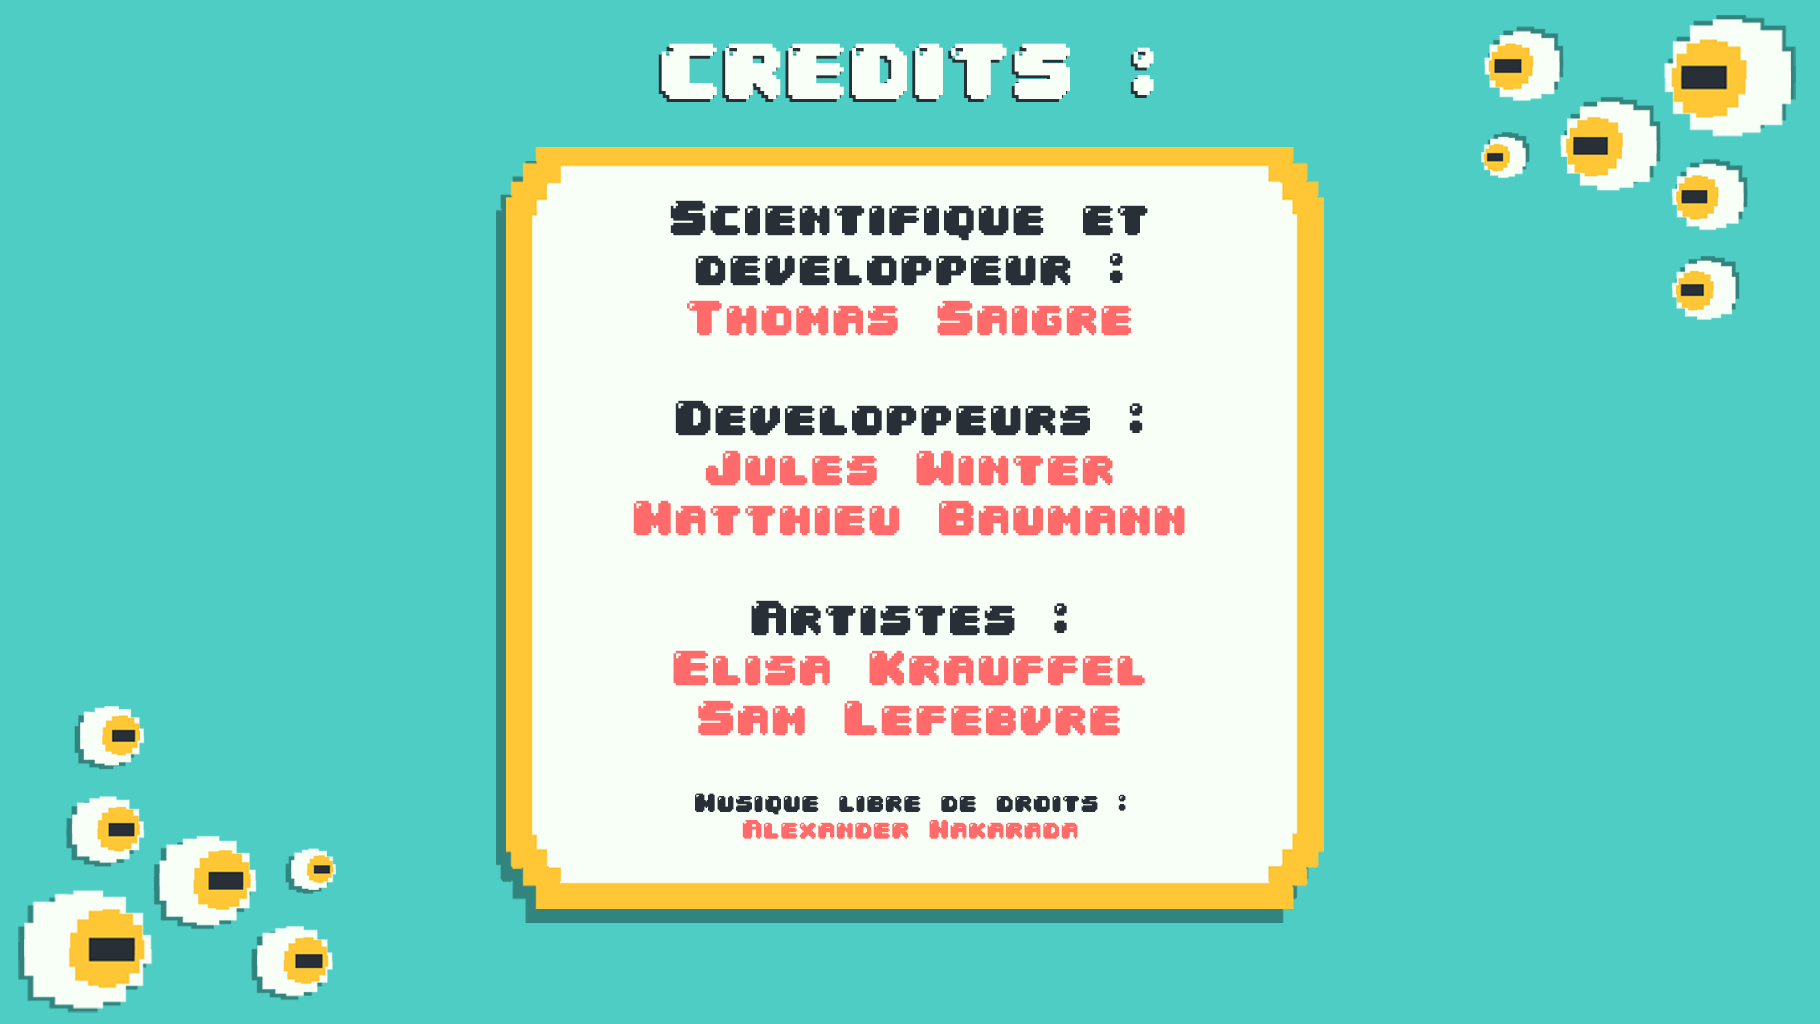 CREDITS :
Scientifique et
developpeur :
Thomas Saigre
Developpeurs :
Jules Winter
Matthieu Baumann
Artistes :
Elisa Krauffel
Sam Lefebvre
Musique libre de droits :
Alexander Nakarada